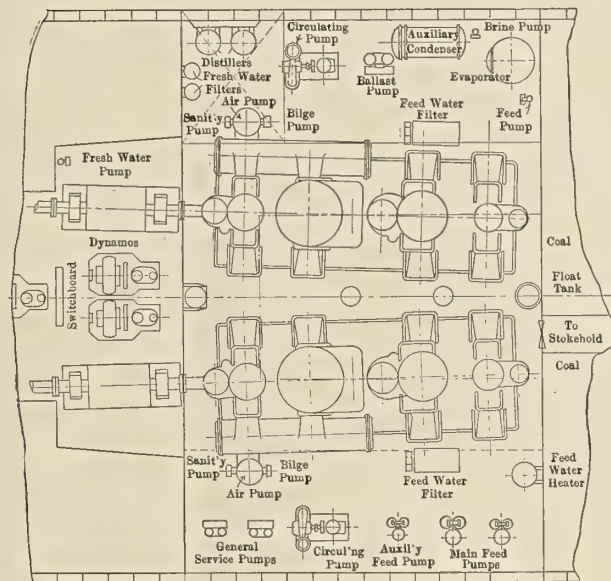 Circulating
Pump
Auxiliary
Condenser
Brine Pump
Distillers
Fresh Water
Filters
Ballast
Pump
Evaporator
Air Pump
Sanit'y
Pump
Bilge
Pump
Feed Water
Filter
Feed
Pump
Fresh Water
Pump
Dynamos
Switchboard
Coal
Float
Tank
To
Stokehold
Coal
Sanit'y
Pump
Bilge
Pump
Air Pump
Feed Water
Filter
Feed
Water
Heater
General
Service Pumps
Circul'ng
Pump
Auxil'y
Feed Pump
Main Feed
Pumps